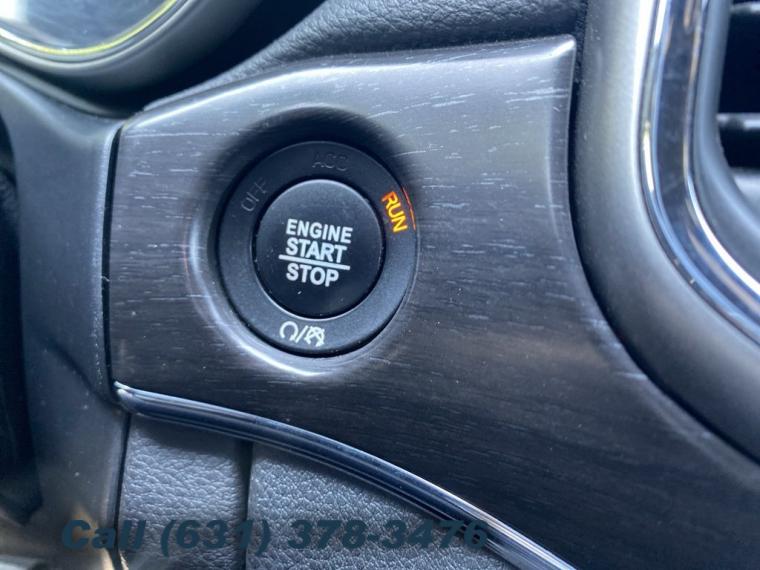 OFF
ACC
RUN
ENGINE
START
STOP
Call (631) 378-3476